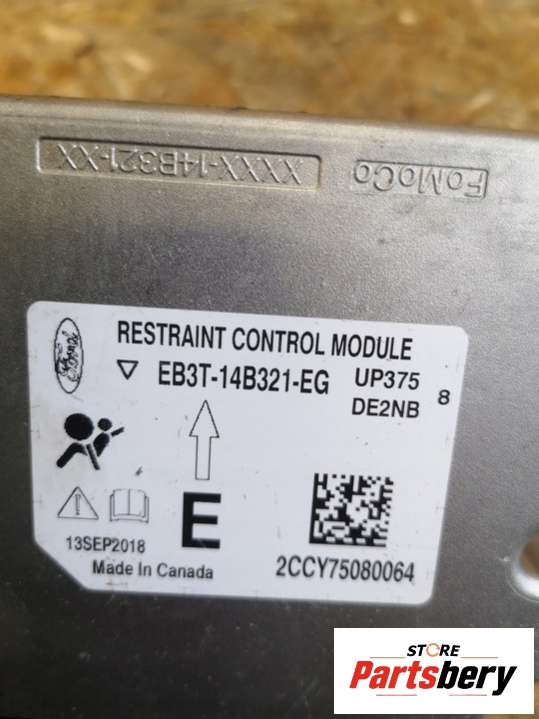 XXXX-14B321-XX FoMoCo
Ford
RESTRAINT CONTROL MODULE
EB3T-14B321-EG UP375 8
DE2NB
E
13SEP2018
Made In Canada 2CCY75080064
STORE
Partsbery